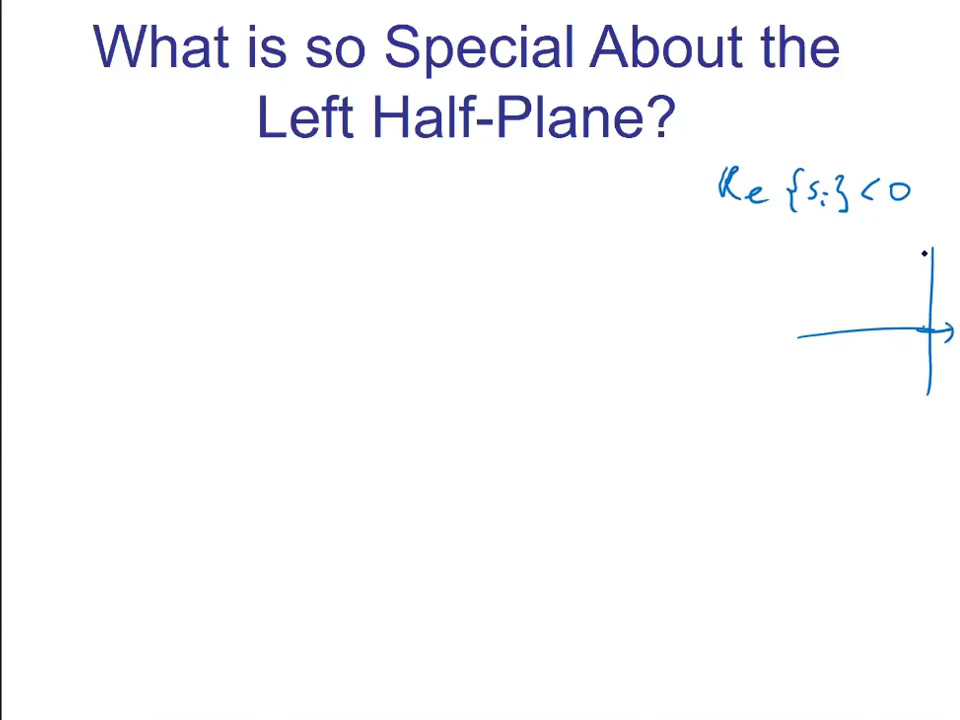 What is so Special About the
Left Half-Plane?
Re {si} < 0